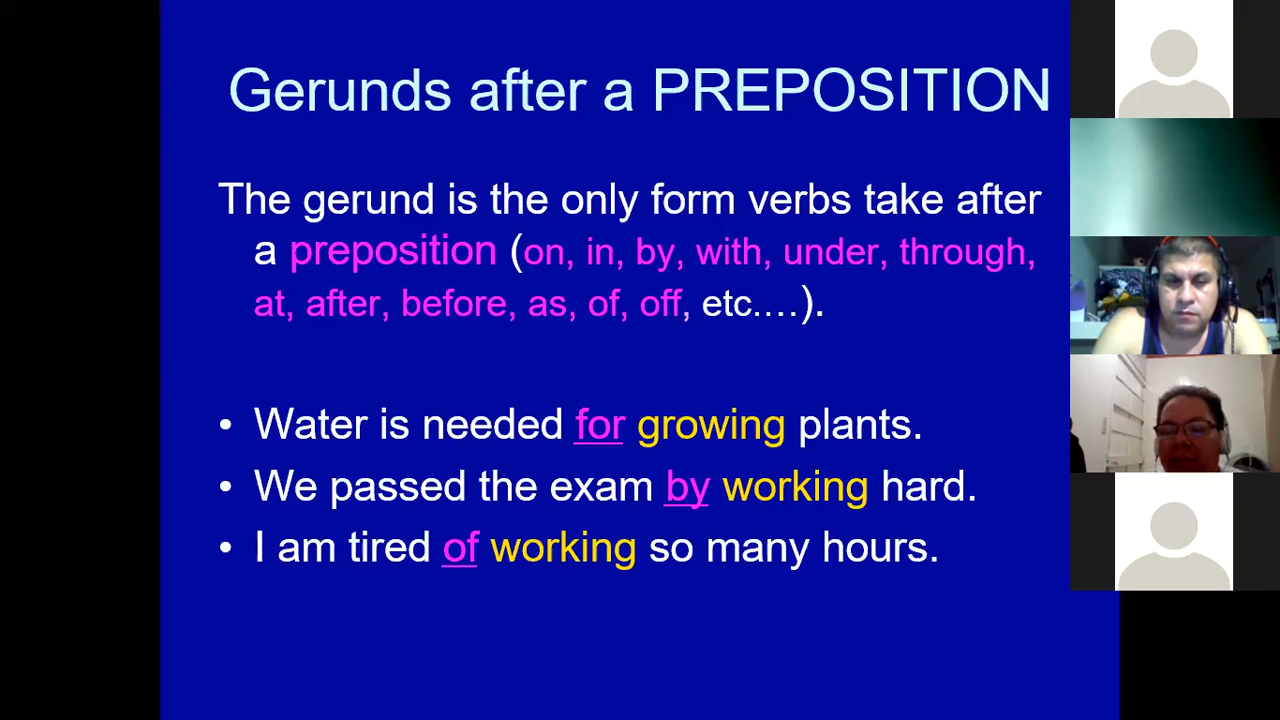 Gerunds after a PREPOSITION
The gerund is the only form verbs take after
a preposition (on, in, by, with, under, through,
at, after, before, as, of, off, etc.…).
• Water is needed for growing plants.
• We passed the exam by working hard.
• I am tired of working so many hours.